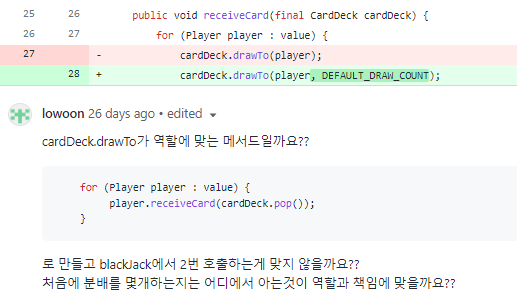 25 26 public void receiveCard(final CardDeck cardDeck) {
26 27 for (Player player : value) {
27 - cardDeck.drawTo(player);
28 + cardDeck.drawTo(player, DEFAULT_DRAW_COUNT);
lowoon 26 days ago • edited
cardDeck.drawTo가 역할에 맞는 메서드일까요??
for (Player player : value) {
player.receiveCard(cardDeck.pop());
}
로 만들고 blackJack에서 2번 호출하는게 맞지 않을까요??
처음에 분배를 몇개하는지는 어디에서 아는것이 역할과 책임에 맞을까요??